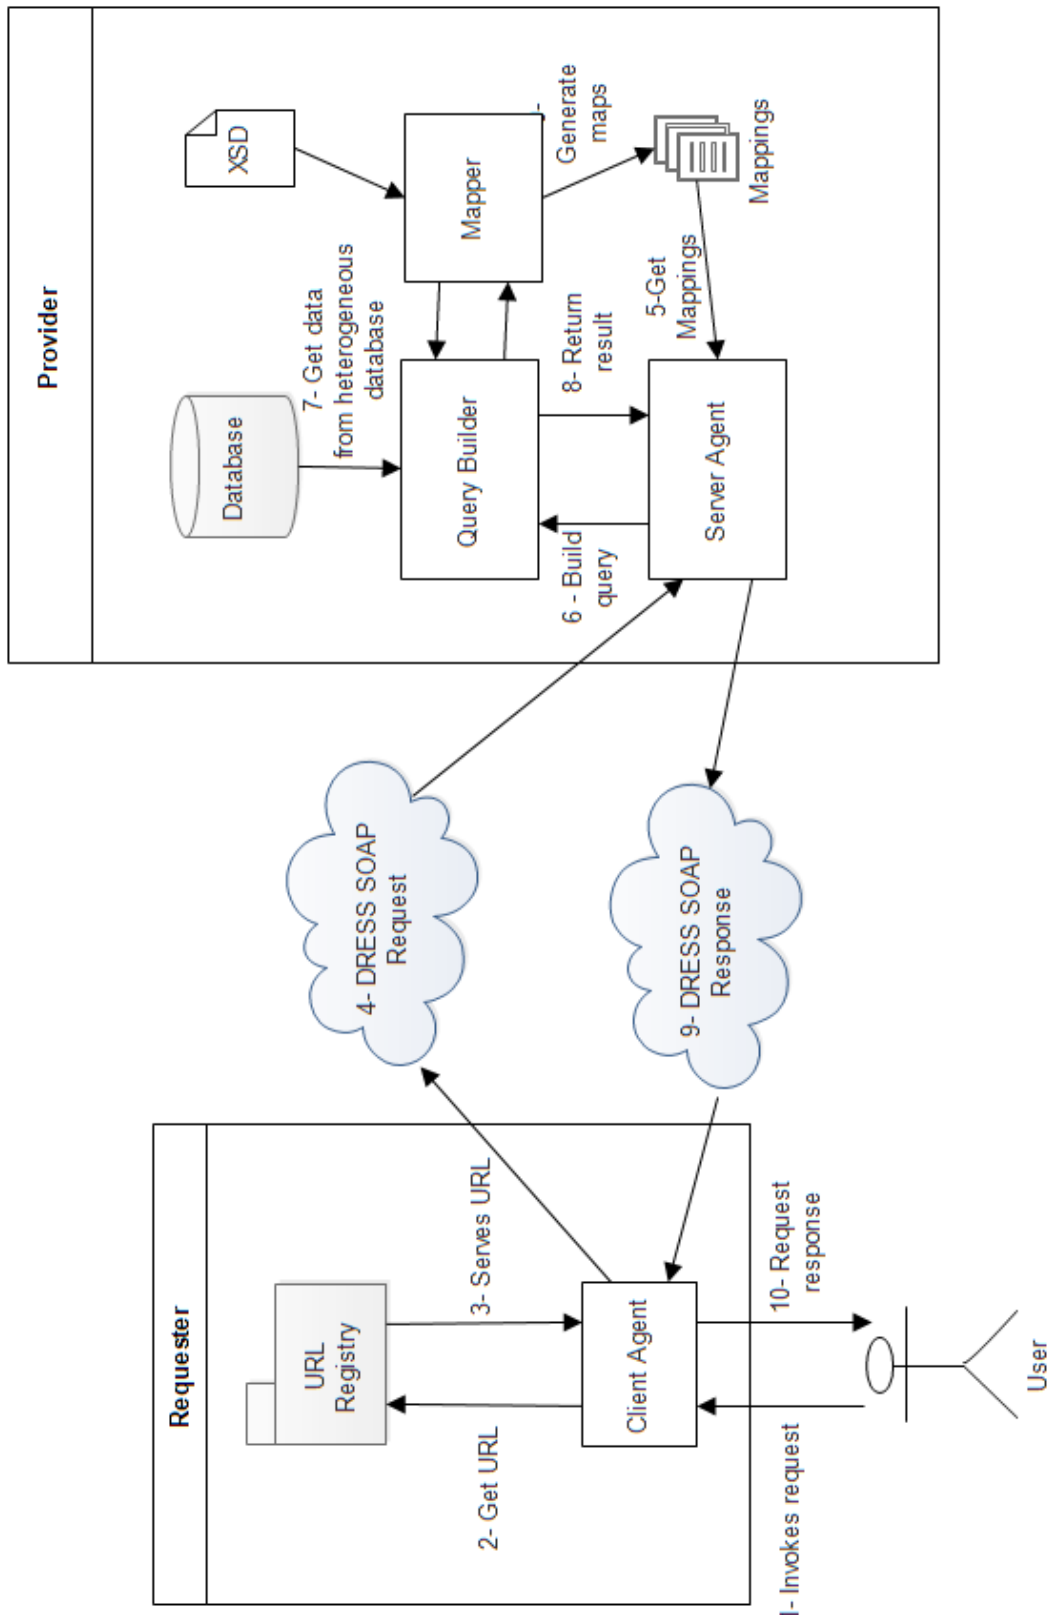 Provider
XSD
Mapper
Generate
maps
Mappings
5-Get
Mappings
7- Get data
from heterogeneous
database
Database
Query Builder
8- Return
result
6 - Build
query
Server Agent
4- DRESS SOAP
Request
9- DRESS SOAP
Response
Requester
URL
Registry
3- Serves URL
2- Get URL
Client Agent
10- Request
response
- Invokes request
User